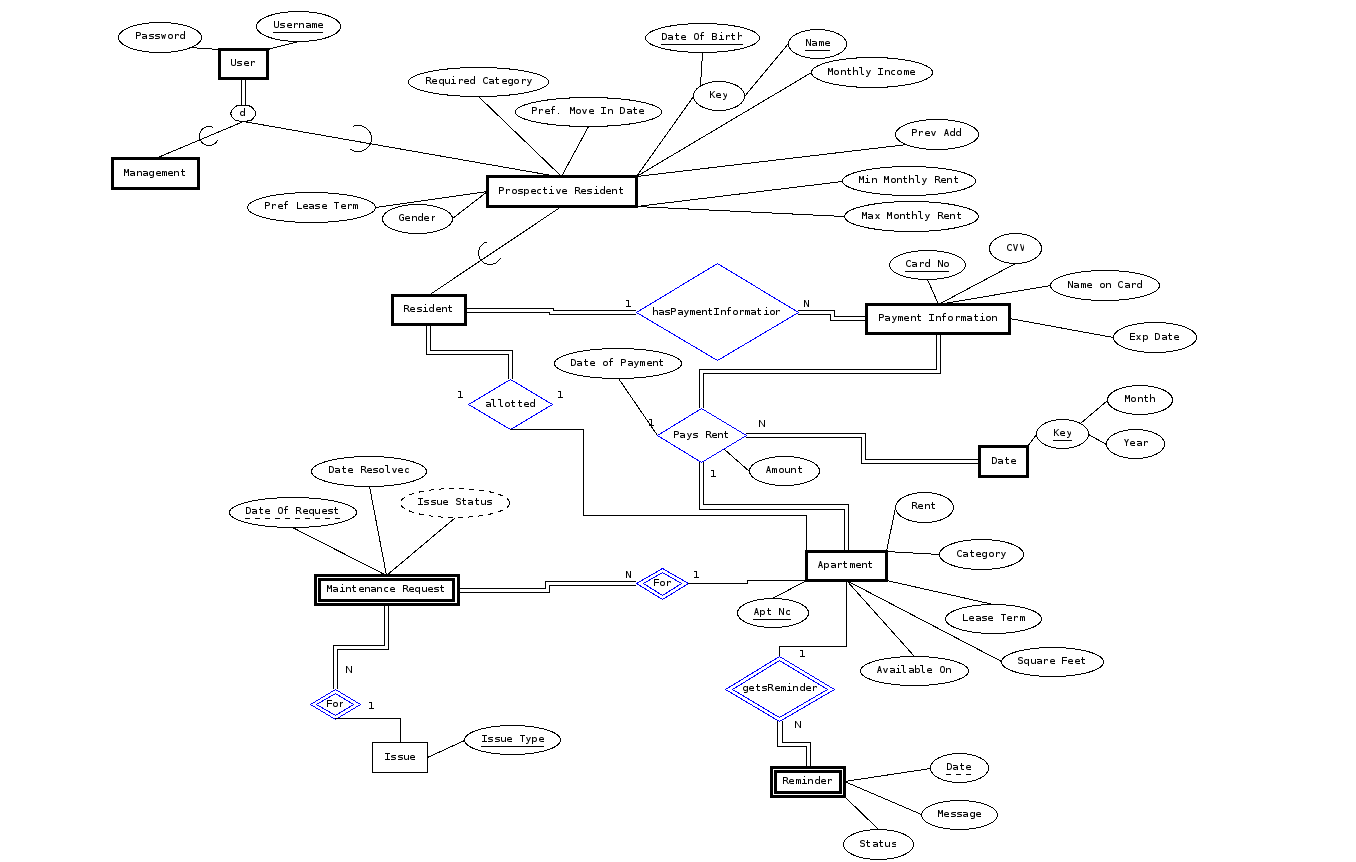 Username
Password
User
d
Management
Date Of Birth
Name
Required Category
Monthly Income
Key
Pref. Move In Date
Prev Add
Prospective Resident
Min Monthly Rent
Pref Lease Term
Gender
Max Monthly Rent
CVV
Card No
Name on Card
Resident
1
hasPaymentInformation
N
Payment Information
Exp Date
Date of Payment
allotted
1
1
Month
1
Pays Rent
N
Key
Year
Date
1
Amount
Date Resolved
Issue Status
Date Of Request
Rent
Category
Apartment
Maintenance Request
N
For
1
Apt No
Lease Term
Available On
Square Feet
1
N
For
1
getsReminder
N
Issue
Issue Type
Reminder
Date
Message
Status